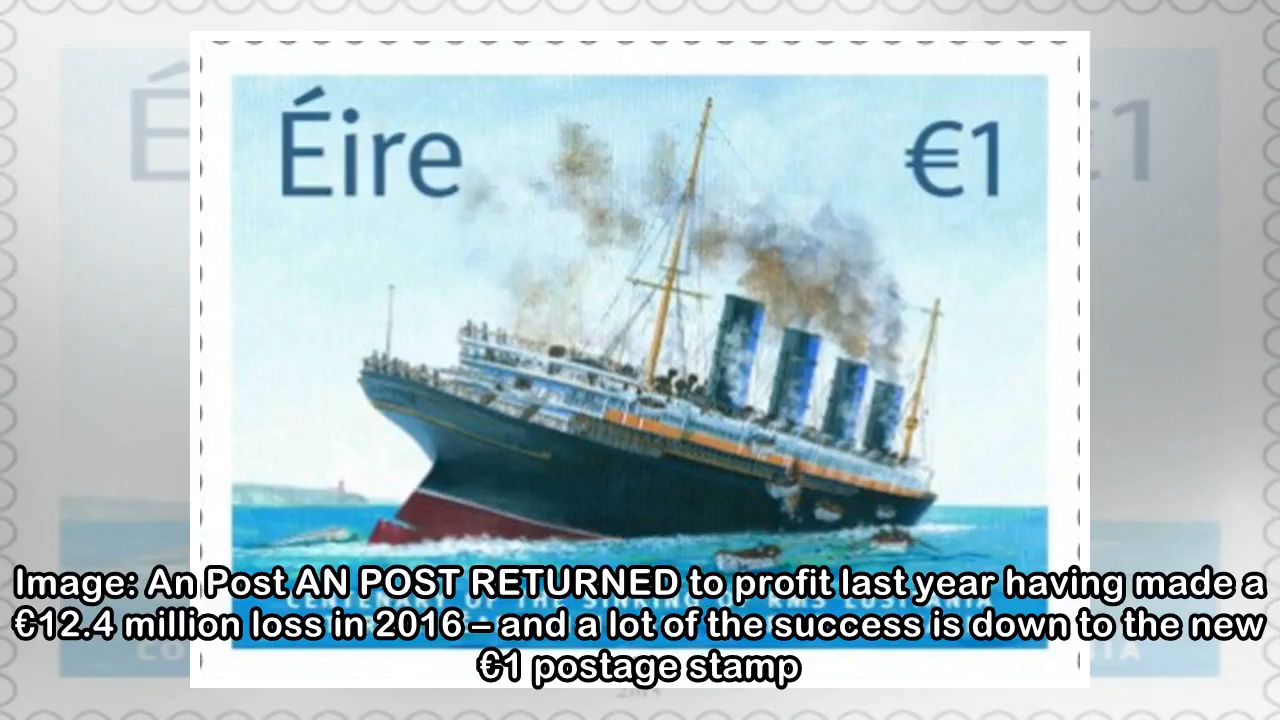 Éire €1
Image: An Post AN POST RETURNED to profit last year having made a
€12.4 million loss in 2016 – and a lot of the success is down to the new
€1 postage stamp